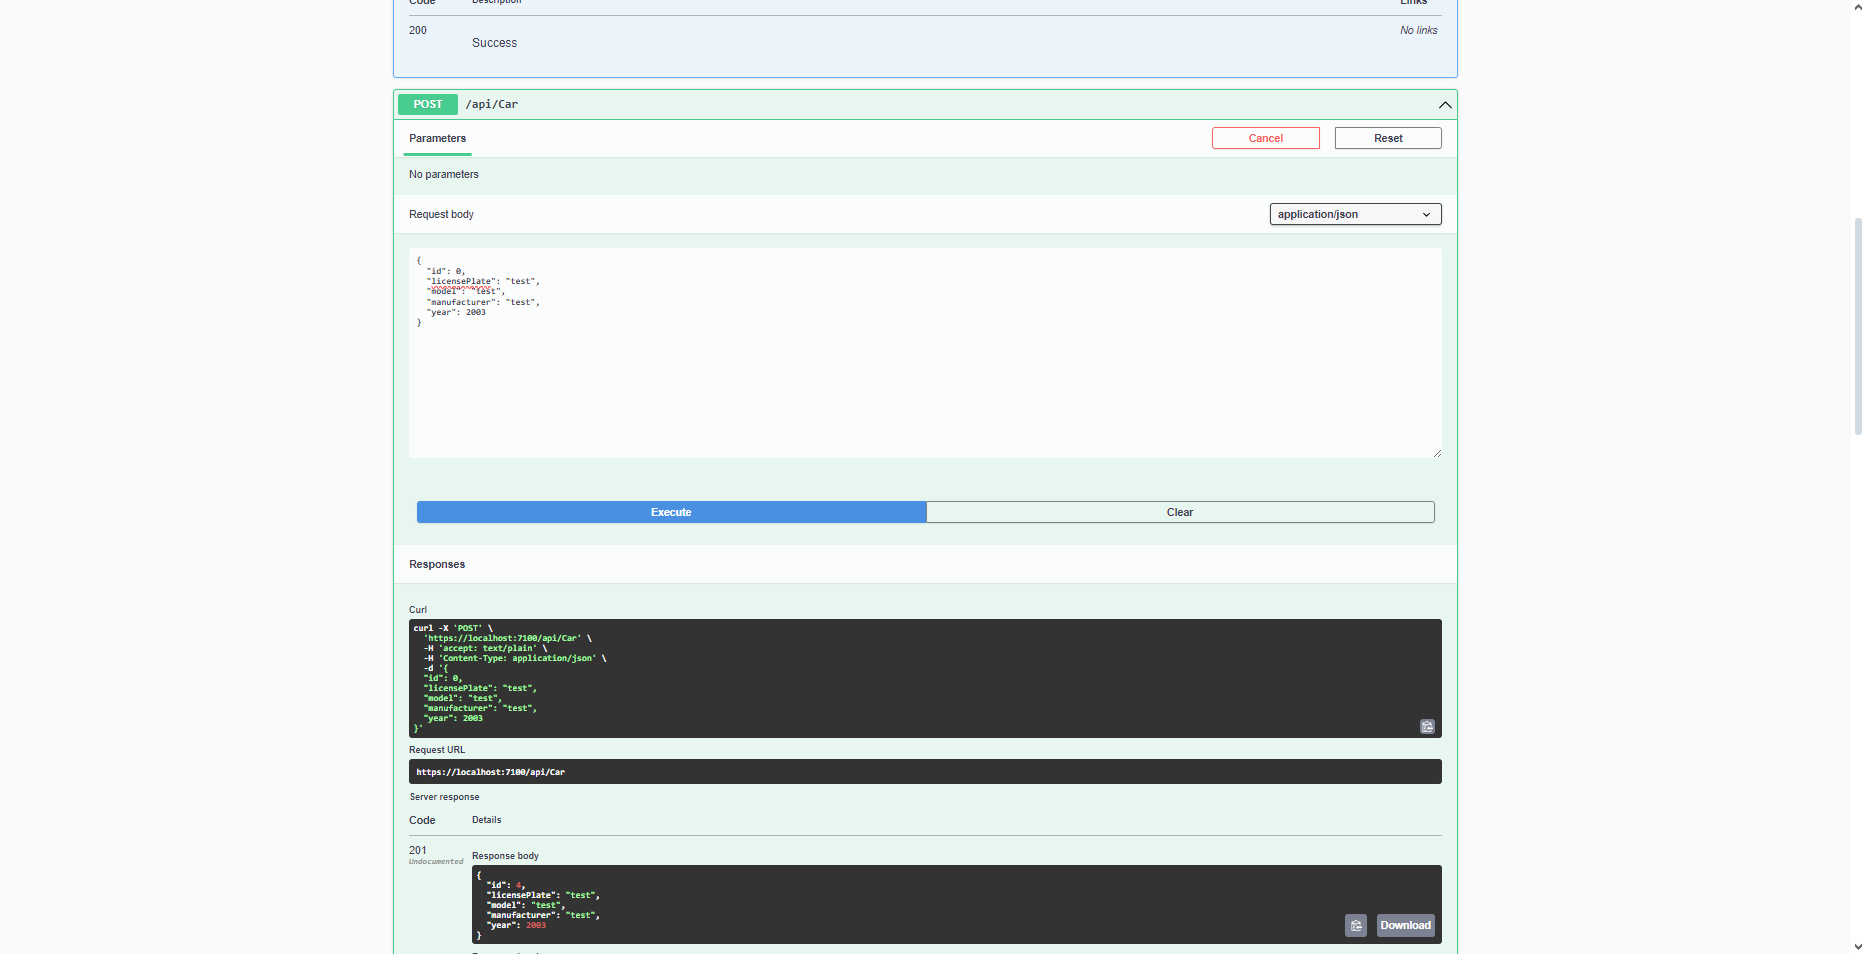 Code Description Links
200 Success No links
POST /api/Car
Parameters Cancel Reset
No parameters
Request body application/json
{
"id": 0,
"licensePlate": "test",
"model": "test",
"manufacturer": "test",
"year": 2003
}
Execute Clear
Responses
Curl
curl -X 'POST' \
'https://localhost:7100/api/Car' \
-H 'accept: text/plain' \
-H 'Content-Type: application/json' \
-d '{
"id": 0,
"licensePlate": "test",
"model": "test",
"manufacturer": "test",
"year": 2003
}'
Request URL
https://localhost:7100/api/Car
Server response
Code Details
201
Undocumented
Response body
{
"id": 4,
"licensePlate": "test",
"model": "test",
"manufacturer": "test",
"year": 2003
}
Download